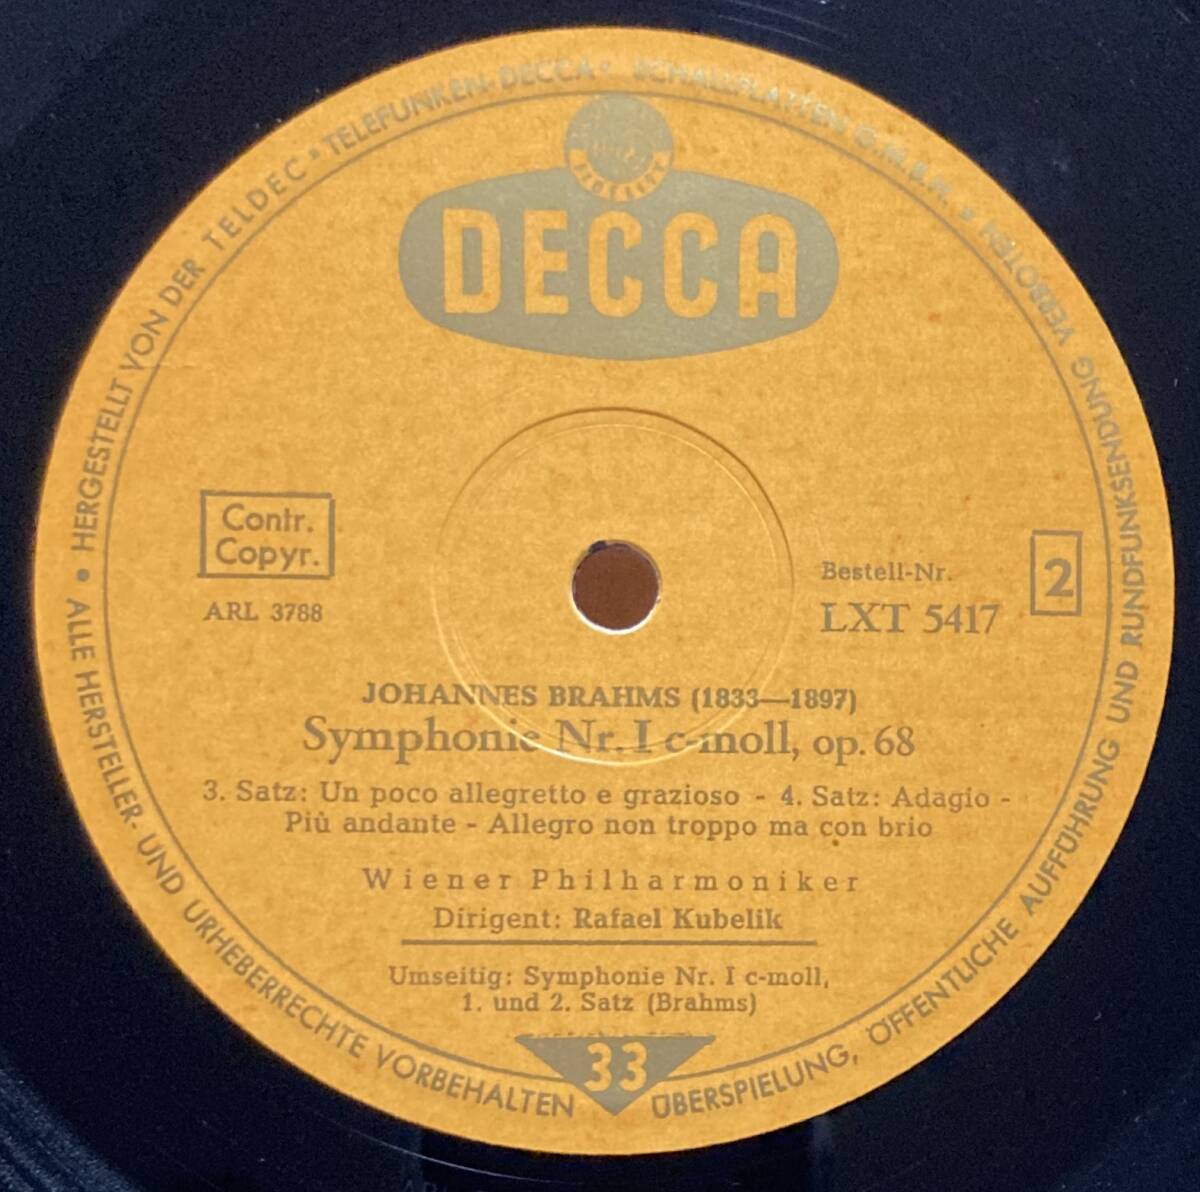 • HERGESTELLT VON DER TELDEC • TELEFUNKEN-DECCA • SCHALLPLATTEN G.M.B.H. •
DECCA
Contr.
Copyr.
ARL 3788
Bestell-Nr.
LXT 5417
2
JOHANNES BRAHMS (1833—1897)
Symphonie Nr. I c-moll, op. 68
3. Satz: Un poco allegretto e grazioso - 4. Satz: Adagio -
Più andante - Allegro non troppo ma con brio
Wiener Philharmoniker
Dirigent: Rafael Kubelik
Umseitig: Symphonie Nr. I c-moll,
1. und 2. Satz (Brahms)
33
ALLE HERSTELLER- UND URHEBERRECHTE VORBEHALTEN
ÜBERSPIELUNG, ÖFFENTLICHE AUFFÜHRUNG UND RUNDFUNKSENDUNG VERBOTEN